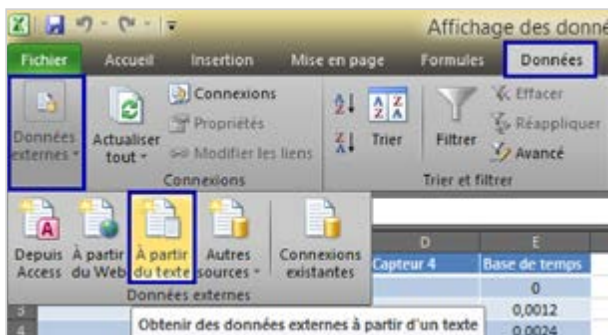 Affichage des donné
Fichier Accueil Insertion Mise en page Formules Données
Données externes
Actualiser tout
Connexions
Propriétés
Modifier les liens
Connexions
Trier
Filtrer
Effacer
Réappliquer
Avancé
Trier et filtrer
Depuis Access
À partir du Web
À partir du texte
Autres sources
Connexions existantes
Données externes
D E
Capteur 4 Base de temps
0
3 0,0012
4 0,0024
Obtenir des données externes à partir d'un texte